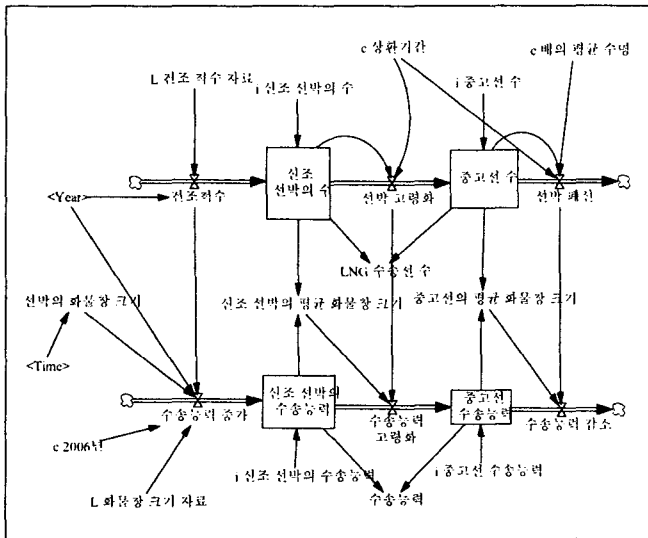 c 상환기간
c 배의 평균 수명
L 건조 척수 자료
i 신조 선박의 수
i 중고선 수
신조
선박의 수
중고선 수
<Year>
건조척수
선박 고령화
선박 폐선
LNG 수송선 수
선박의 화물창 크기
신조 선박의 평균 화물창 크기
중고선의 평균 화물창 크기
<Time>
신조 선박의
수송능력
중고선
수송능력
수송능력 증가
수송능력
고령화
수송능력 감소
c 2006년
i 신조 선박의 수송능력
i 중고선 수송능력
L 화물창 크기 자료
수송능력